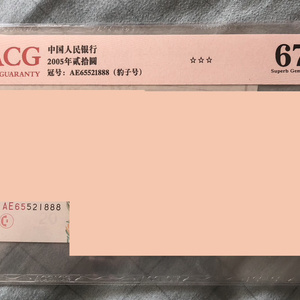 ACG
GUARANTY
中国人民银行
2005年贰拾圆
冠号：AE65521888（豹子号）
☆☆☆
67
Superb Gem
AE65521888